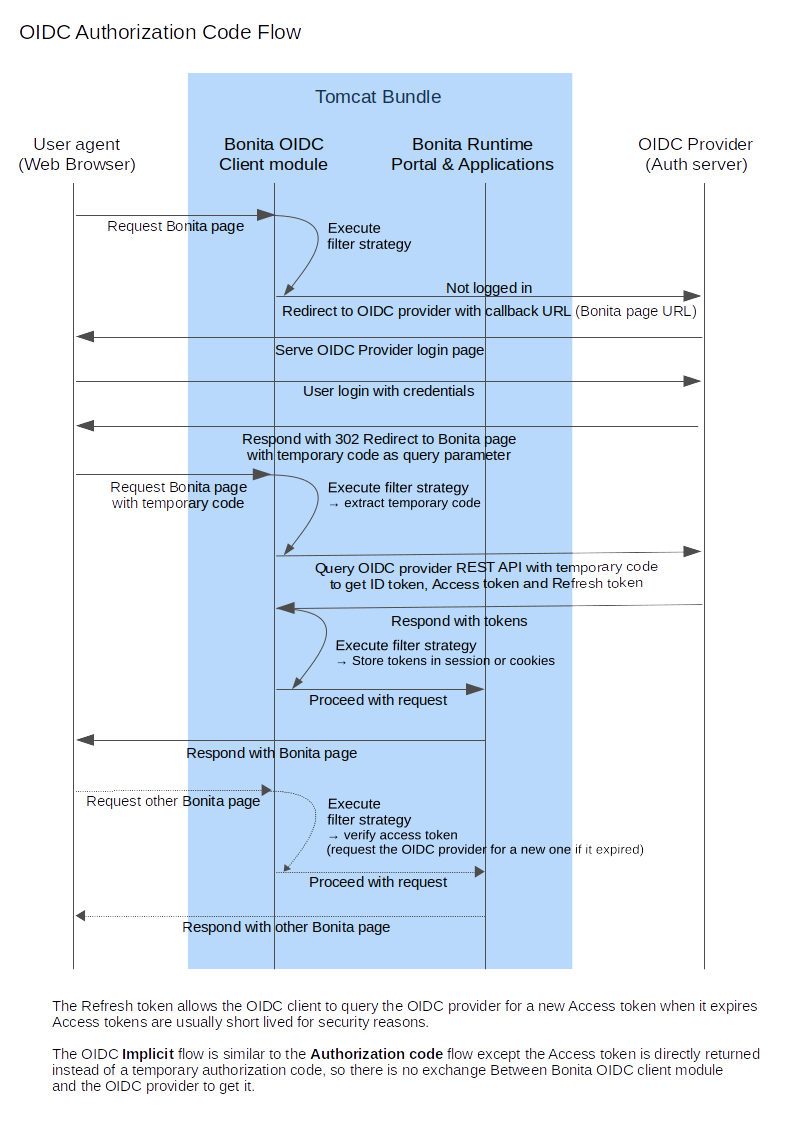 OIDC Authorization Code Flow
Tomcat Bundle
User agent
(Web Browser)
Bonita OIDC
Client module
Bonita Runtime
Portal & Applications
OIDC Provider
(Auth server)
Request Bonita page
Execute
filter strategy
Not logged in
Redirect to OIDC provider with callback URL (Bonita page URL)
Serve OIDC Provider login page
User login with credentials
Respond with 302 Redirect to Bonita page
with temporary code as query parameter
Request Bonita page
with temporary code
Execute filter strategy
→ extract temporary code
Query OIDC provider REST API with temporary code
to get ID token, Access token and Refresh token
Respond with tokens
Execute filter strategy
→ Store tokens in session or cookies
Proceed with request
Respond with Bonita page
Request other Bonita page
Execute
filter strategy
→ verify access token
(request the OIDC provider for a new one if it expired)
Proceed with request
Respond with other Bonita page
The Refresh token allows the OIDC client to query the OIDC provider for a new Access token when it expires
Access tokens are usually short lived for security reasons.
The OIDC Implicit flow is similar to the Authorization code flow except the Access token is directly returned
instead of a temporary authorization code, so there is no exchange Between Bonita OIDC client module
and the OIDC provider to get it.